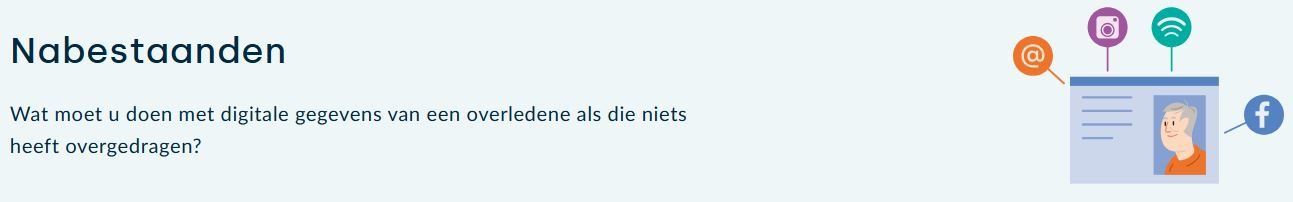 Nabestaanden
Wat moet u doen met digitale gegevens van een overledene als die niets
heeft overgedragen?
@
f